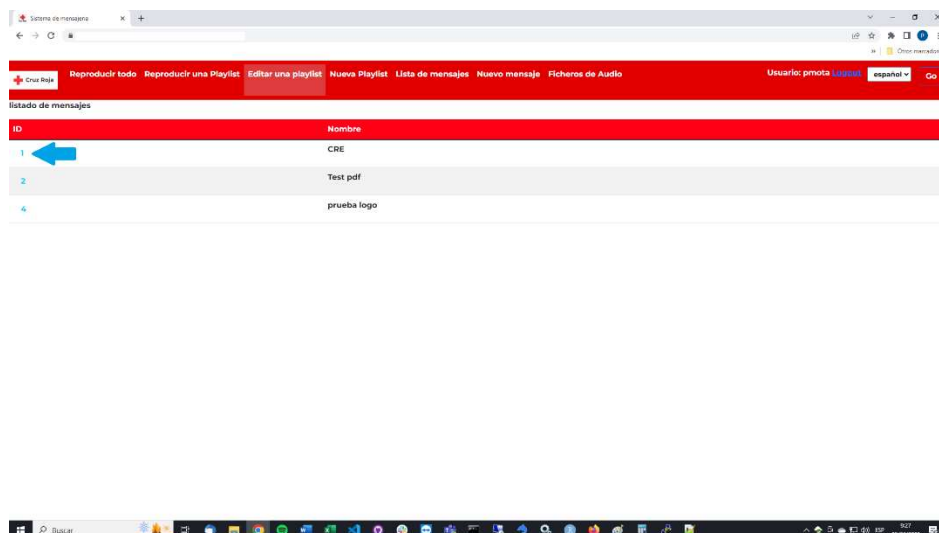 Sistema de mensajería
Otros marcados
Cruz Roja
Reproducir todo Reproducir una Playlist Editar una playlist Nueva Playlist Lista de mensajes Nuevo mensaje Ficheros de Audio
Usuario: pmota Logout español Go
listado de mensajes
ID Nombre
1 CRE
2 Test pdf
4 prueba logo
Buscar
ESP 9:27